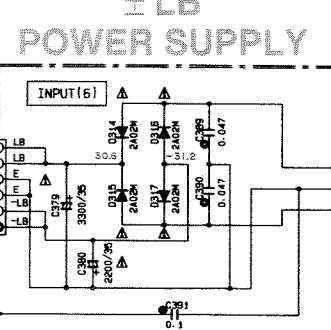 ± LB
POWER SUPPLY
INPUT(6)
LB
LB
E
E
-LB
-LB
30.6
-31.2
D314
2A02M
D316
2A02M
C389
0.047
D315
2A02M
D317
2A02M
C390
0.047
C379
3300/35
C380
2200/35
C391
0.1